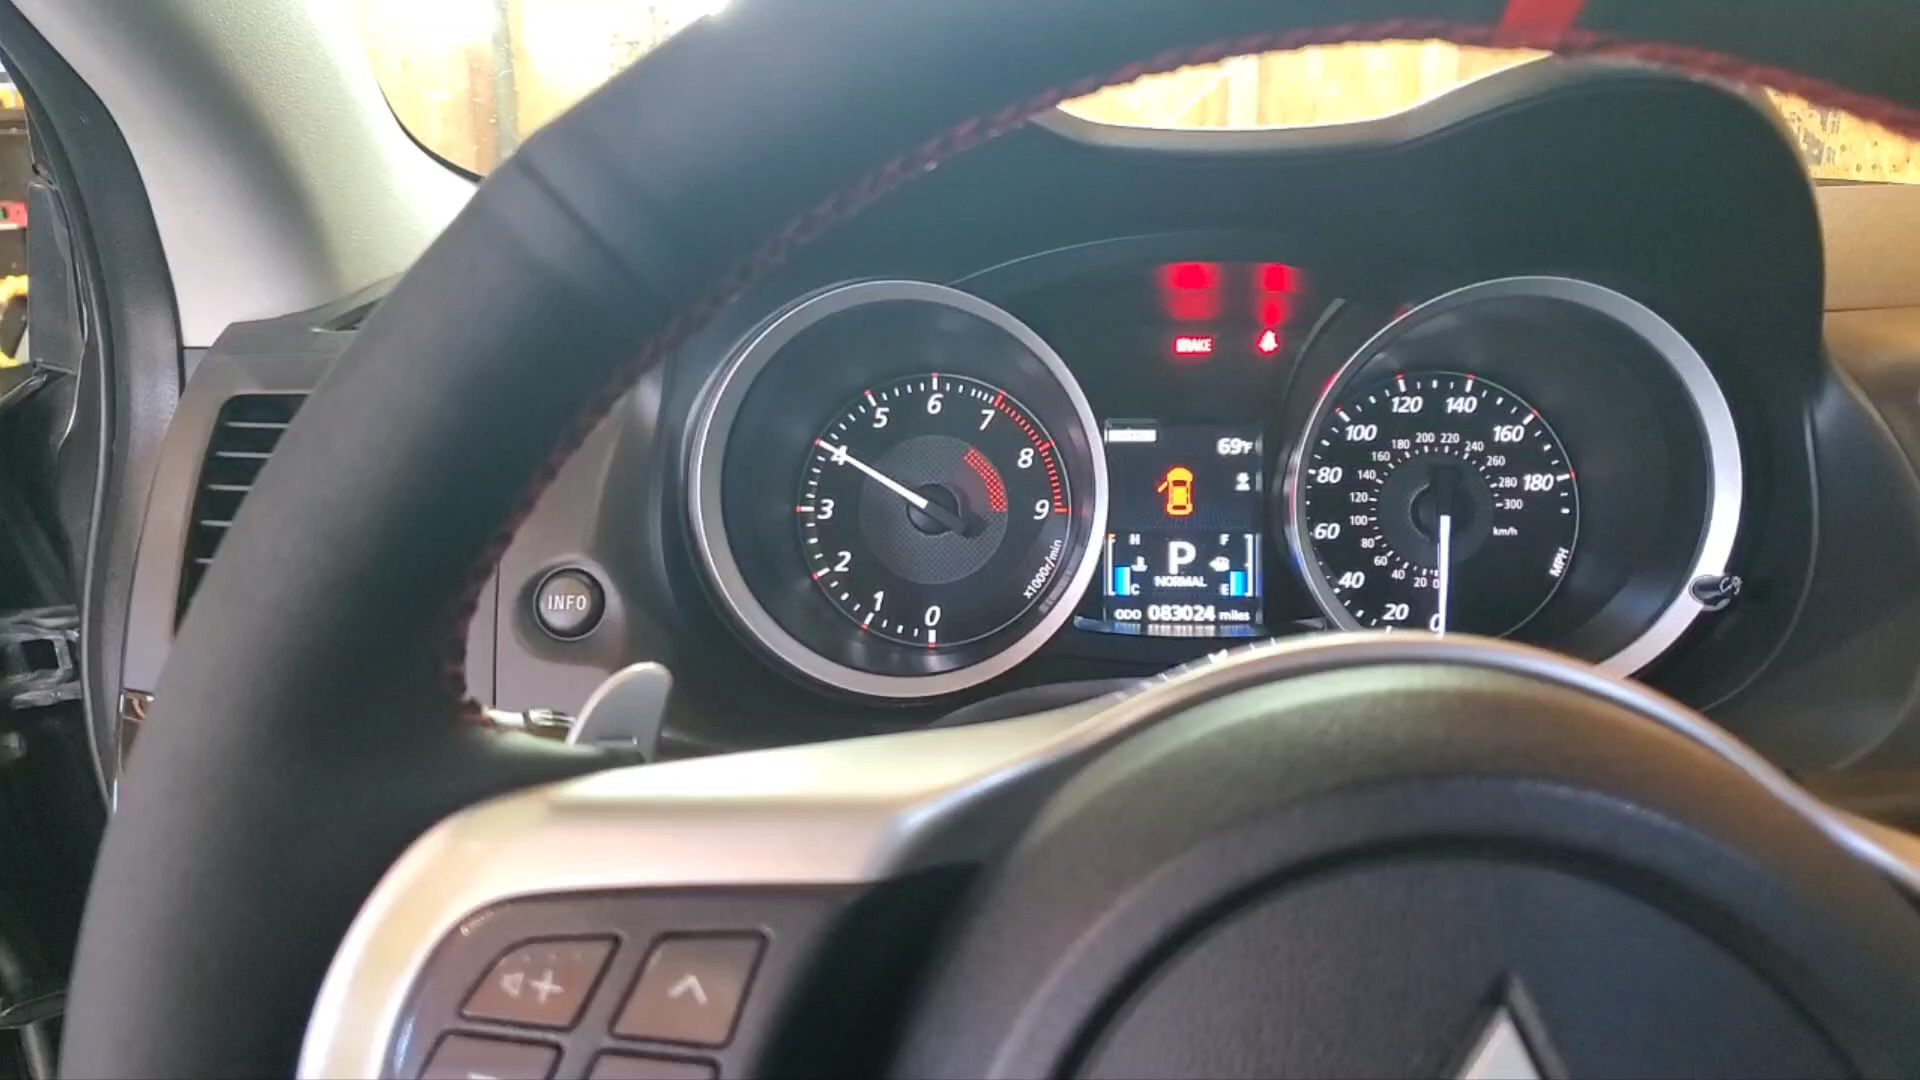 BRAKE
0
1
2
3
4
5
6
7
8
9
x1000r/min
69°F
F
H
F
P
C
NORMAL
E
ODO 083024 miles
0
20
40
60
80
100
120
140
160
180
MPH
0
20
40
60
80
100
120
140
160
180
200
220
240
260
280
300
km/h
INFO
+